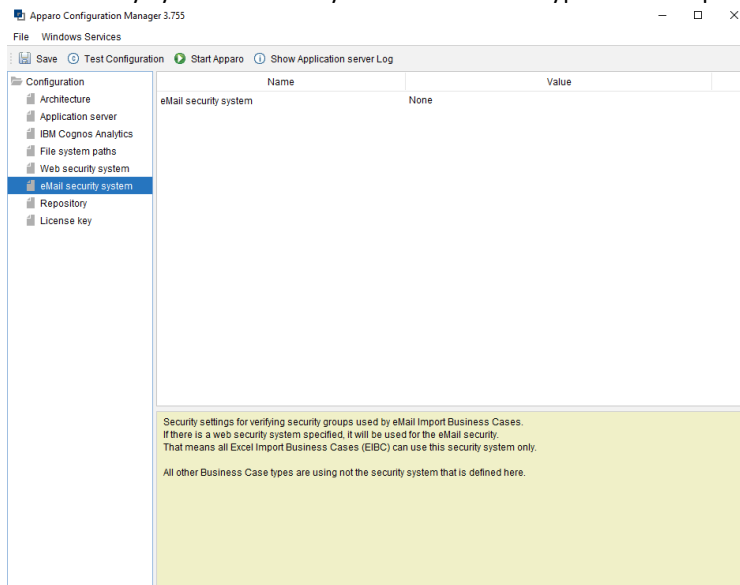 Apparo Configuration Manager 3.755
File Windows Services
Save Test Configuration Start Apparo Show Application server Log
Configuration
Architecture
Application server
IBM Cognos Analytics
File system paths
Web security system
eMail security system
Repository
License key
Name Value
eMail security system None
Security settings for verifying security groups used by eMail Import Business Cases.
If there is a web security system specified, it will be used for the eMail security.
That means all Excel Import Business Cases (EIBC) can use this security system only.
All other Business Case types are using not the security system that is defined here.